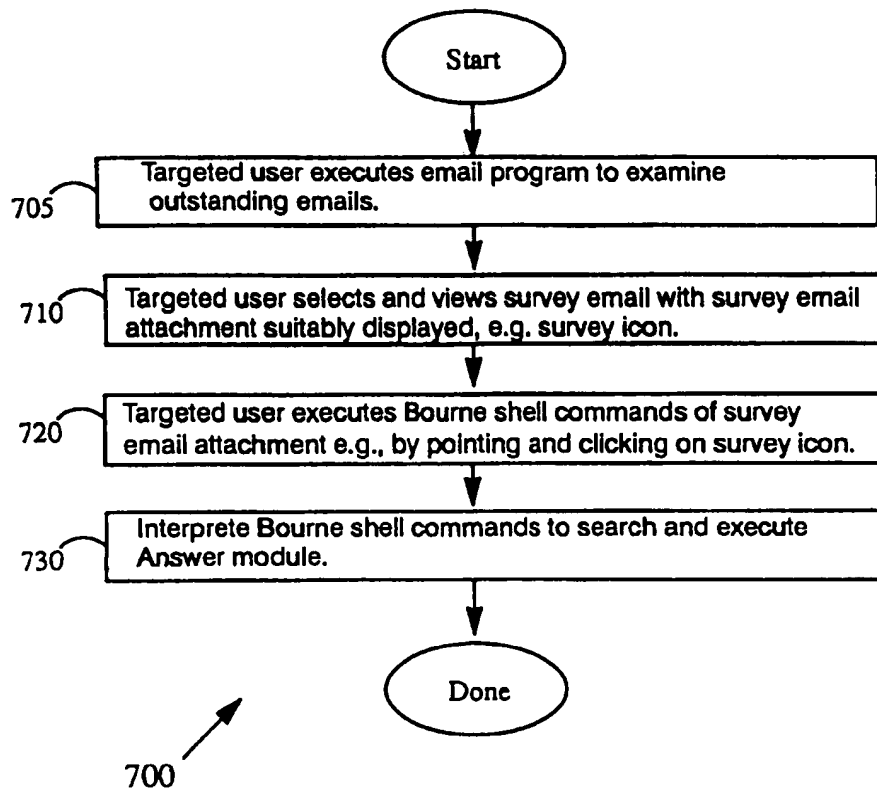 Start
705
Targeted user executes email program to examine
outstanding emails.
710
Targeted user selects and views survey email with survey email
attachment suitably displayed, e.g. survey icon.
720
Targeted user executes Bourne shell commands of survey
email attachment e.g., by pointing and clicking on survey icon.
730
Interprete Bourne shell commands to search and execute
Answer module.
Done
700